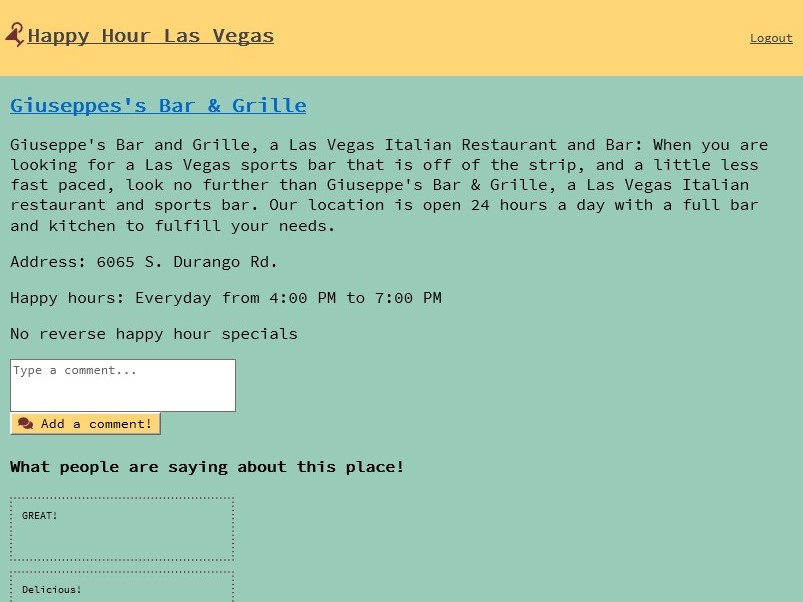 Happy Hour Las Vegas
Logout
Giuseppes's Bar & Grille
Giuseppe's Bar and Grille, a Las Vegas Italian Restaurant and Bar: When you are
looking for a Las Vegas sports bar that is off of the strip, and a little less
fast paced, look no further than Giuseppe's Bar & Grille, a Las Vegas Italian
restaurant and sports bar. Our location is open 24 hours a day with a full bar
and kitchen to fulfill your needs.
Address: 6065 S. Durango Rd.
Happy hours: Everyday from 4:00 PM to 7:00 PM
No reverse happy hour specials
Type a comment...
Add a comment!
What people are saying about this place!
GREAT!
Delicious!